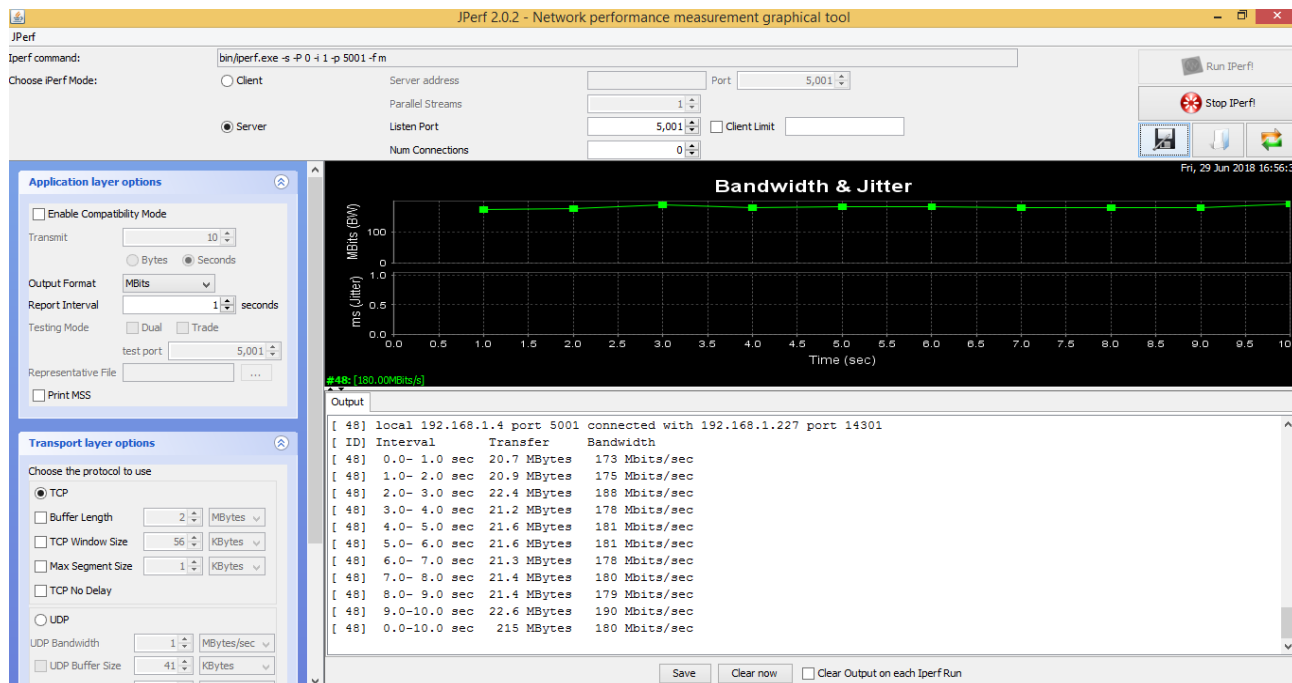 JPerf 2.0.2 - Network performance measurement graphical tool
JPerf
Iperf command: bin/iperf.exe -s -P 0 -i 1 -p 5001 -f m
Choose iPerf Mode: Client Server address Port 5,001
Parallel Streams 1
Server Listen Port 5,001 Client Limit
Num Connections 0
Run IPerf!
Stop IPerf!
Application layer options
Enable Compatibility Mode
Transmit 10
Bytes Seconds
Output Format MBits
Report Interval 1 seconds
Testing Mode Dual Trade
test port 5,001
Representative File ...
Print MSS
Transport layer options
Choose the protocol to use
TCP
Buffer Length 2 MBytes
TCP Window Size 56 KBytes
Max Segment Size 1 KBytes
TCP No Delay
UDP
UDP Bandwidth 1 MBytes/sec
UDP Buffer Size 41 KBytes
Fri, 29 Jun 2018 16:56:3
Bandwidth & Jitter
MBits (BW)
100
0
ms (Jitter)
1.0
0.5
0.0
0.0 0.5 1.0 1.5 2.0 2.5 3.0 3.5 4.0 4.5 5.0 5.5 6.0 6.5 7.0 7.5 8.0 8.5 9.0 9.5 10
Time (sec)
#48: [180.00MBits/s]
Output
[ 48] local 192.168.1.4 port 5001 connected with 192.168.1.227 port 14301
[ ID] Interval Transfer Bandwidth
[ 48] 0.0- 1.0 sec 20.7 MBytes 173 Mbits/sec
[ 48] 1.0- 2.0 sec 20.9 MBytes 175 Mbits/sec
[ 48] 2.0- 3.0 sec 22.4 MBytes 188 Mbits/sec
[ 48] 3.0- 4.0 sec 21.2 MBytes 178 Mbits/sec
[ 48] 4.0- 5.0 sec 21.6 MBytes 181 Mbits/sec
[ 48] 5.0- 6.0 sec 21.6 MBytes 181 Mbits/sec
[ 48] 6.0- 7.0 sec 21.3 MBytes 178 Mbits/sec
[ 48] 7.0- 8.0 sec 21.4 MBytes 180 Mbits/sec
[ 48] 8.0- 9.0 sec 21.4 MBytes 179 Mbits/sec
[ 48] 9.0-10.0 sec 22.6 MBytes 190 Mbits/sec
[ 48] 0.0-10.0 sec 215 MBytes 180 Mbits/sec
Save Clear now Clear Output on each Iperf Run